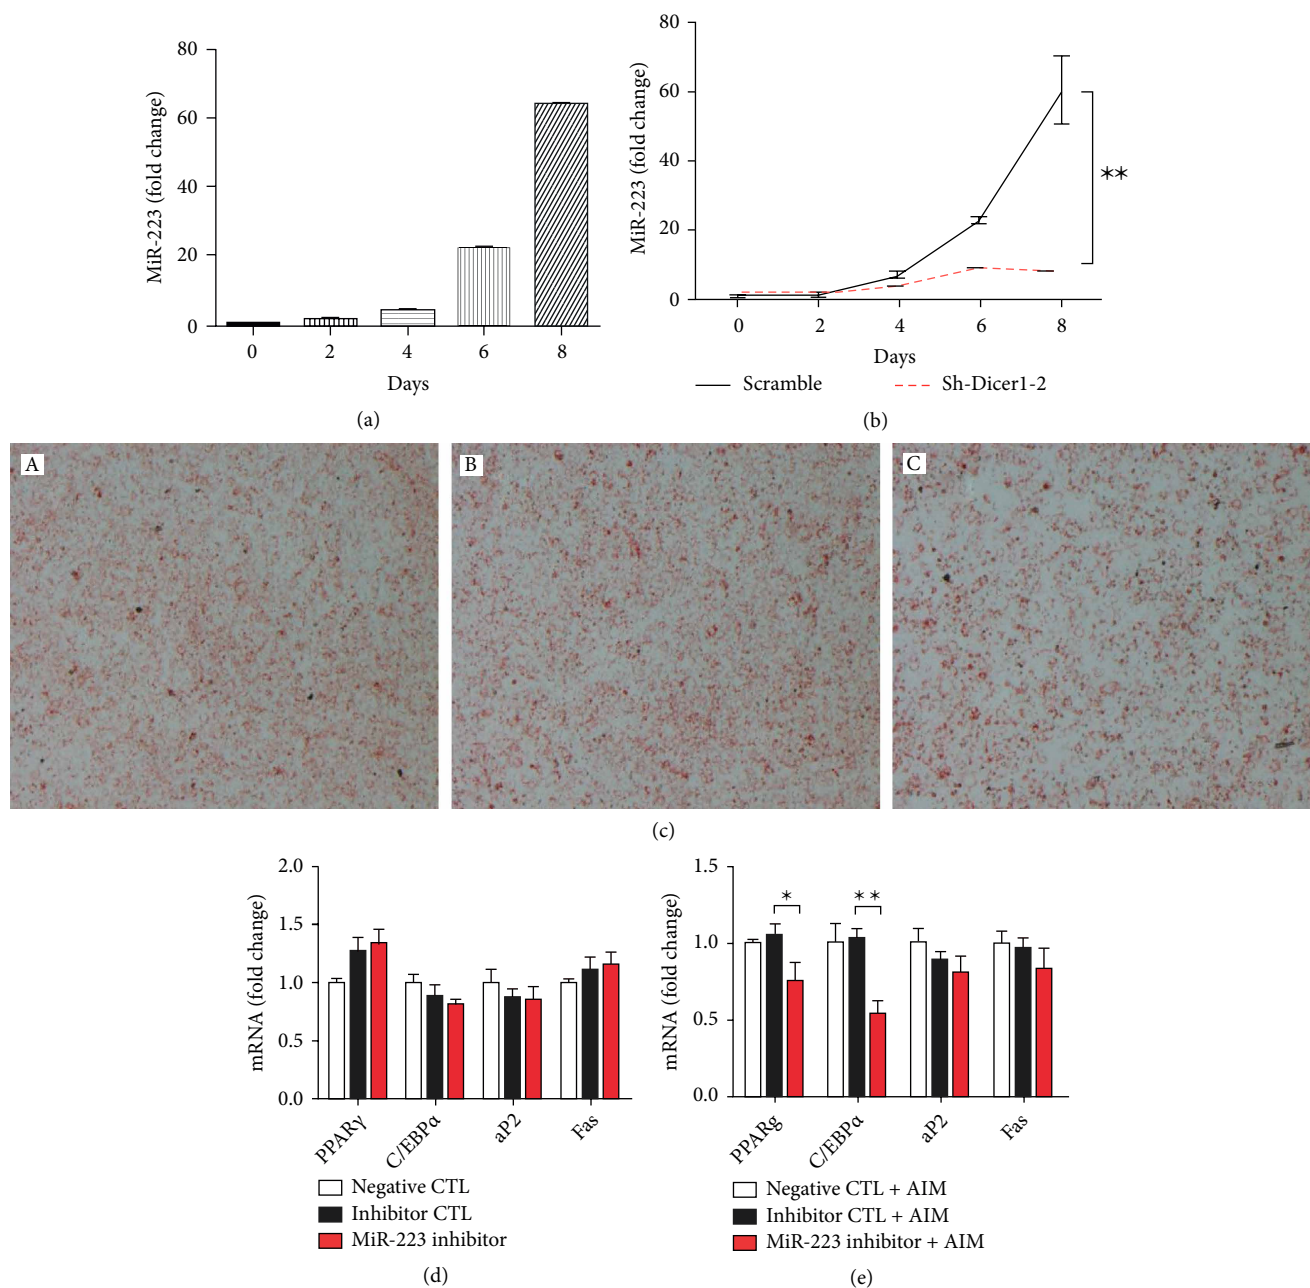 80
60
40
20
0
MiR-223 (fold change)
0 2 4 6 8
Days
(a)
80
60
40
20
0
MiR-223 (fold change)
**
0 2 4 6 8
Days
Scramble Sh-Dicer1-2
(b)
A
B
C
(c)
2.0
1.5
1.0
0.5
0.0
mRNA (fold change)
PPARγ C/EBPα aP2 Fas
Negative CTL
Inhibitor CTL
MiR-223 inhibitor
(d)
1.5
1.0
0.5
0.0
mRNA (fold change)
* **
PPARg C/EBPα aP2 Fas
Negative CTL + AIM
Inhibitor CTL + AIM
MiR-223 inhibitor + AIM
(e)